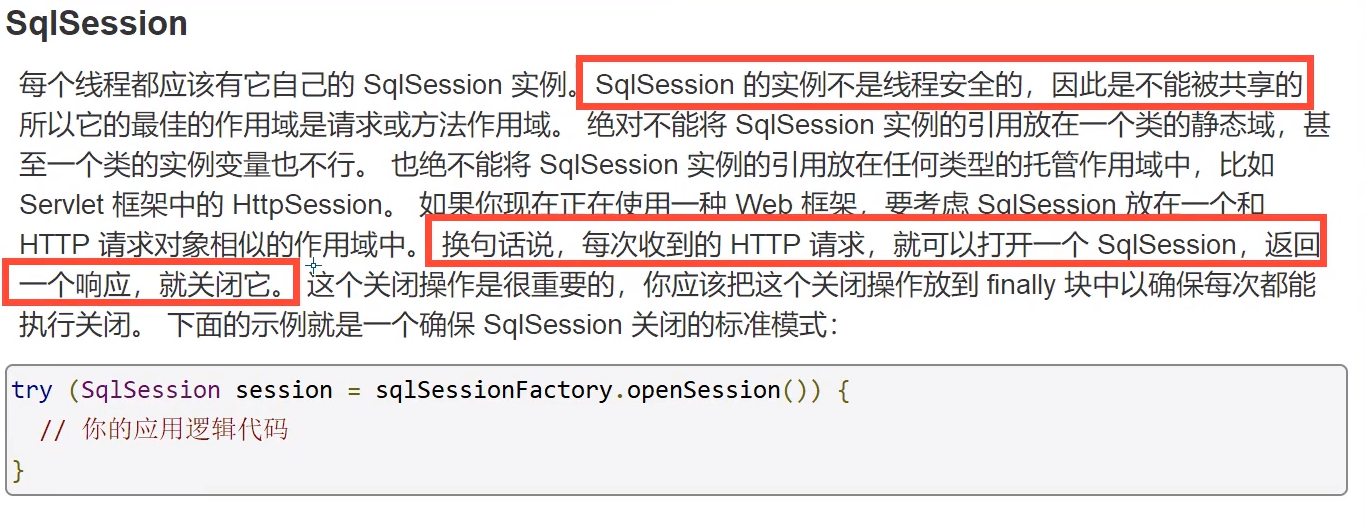 SqlSession
每个线程都应该有它自己的 SqlSession 实例。 SqlSession 的实例不是线程安全的，因此是不能被共享的
所以它的最佳的作用域是请求或方法作用域。 绝对不能将 SqlSession 实例的引用放在一个类的静态域，甚
至一个类的实例变量也不行。 也绝不能将 SqlSession 实例的引用放在任何类型的托管作用域中，比如
Servlet 框架中的 HttpSession。 如果你现在正在使用一种 Web 框架，要考虑 SqlSession 放在一个和
HTTP 请求对象相似的作用域中。 换句话说，每次收到的 HTTP 请求，就可以打开一个 SqlSession，返回
一个响应，就关闭它。 这个关闭操作是很重要的，你应该把这个关闭操作放到 finally 块中以确保每次都能
执行关闭。 下面的示例就是一个确保 SqlSession 关闭的标准模式：
try (SqlSession session = sqlSessionFactory.openSession()) {
// 你的应用逻辑代码
}